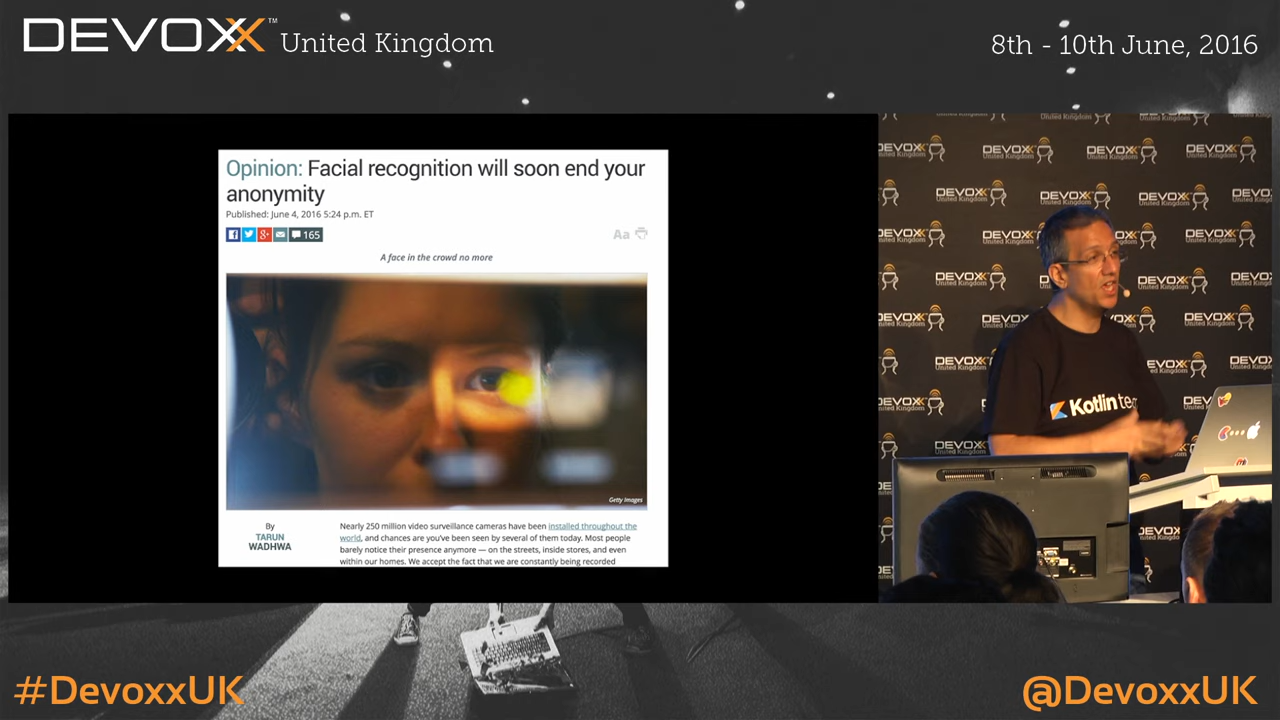 DEVOXX™ United Kingdom
8th - 10th June, 2016
Opinion: Facial recognition will soon end your
anonymity
Published: June 4, 2016 5:24 p.m. ET
165
Aa
A face in the crowd no more
Getty Images
By
TARUN
WADHWA
Nearly 250 million video surveillance cameras have been installed throughout the
world, and chances are you've been seen by several of them today. Most people
barely notice their presence anymore — on the streets, inside stores, and even
within our homes. We accept the fact that we are constantly being recorded
DEVOXX
United Kingdom
Kotlin
#DevoxxUK
@DevoxxUK